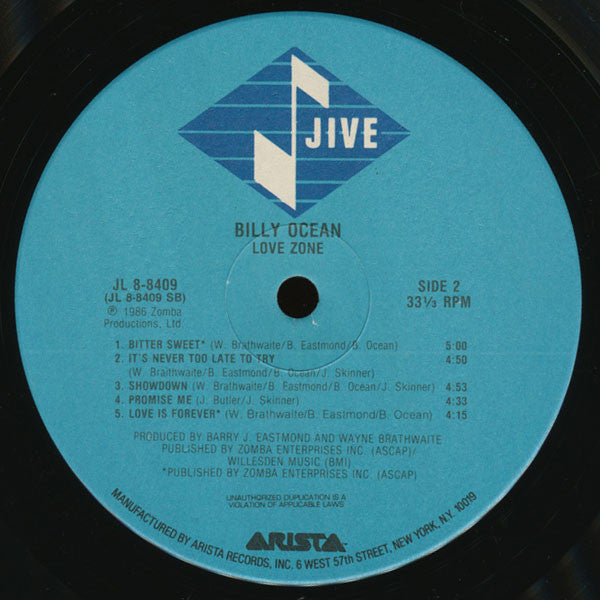 JIVE
BILLY OCEAN
LOVE ZONE
JL 8-8409
(JL 8-8409 SB)
℗ 1986 Zomba
Productions, Ltd.
SIDE 2
33⅓ RPM
1. BITTER SWEET* (W. Brathwaite/B. Eastmond/B. Ocean) 5:00
2. IT'S NEVER TOO LATE TO TRY 4:50
(W. Brathwaite/B. Eastmond/B. Ocean/J. Skinner)
3. SHOWDOWN (W. Brathwaite/B. Eastmond/B. Ocean/J. Skinner) 4:53
4. PROMISE ME (J. Butler/J. Skinner) 4:33
5. LOVE IS FOREVER* (W. Brathwaite/B. Eastmond/B. Ocean) 4:15
PRODUCED BY BARRY J. EASTMOND AND WAYNE BRATHWAITE
PUBLISHED BY ZOMBA ENTERPRISES INC. (ASCAP)/
WILLESDEN MUSIC (BMI)
*PUBLISHED BY ZOMBA ENTERPRISES INC. (ASCAP)
UNAUTHORIZED DUPLICATION IS A
VIOLATION OF APPLICABLE LAWS
ARISTA
MANUFACTURED BY ARISTA RECORDS, INC. 6 WEST 57th STREET, NEW YORK, N.Y. 10019